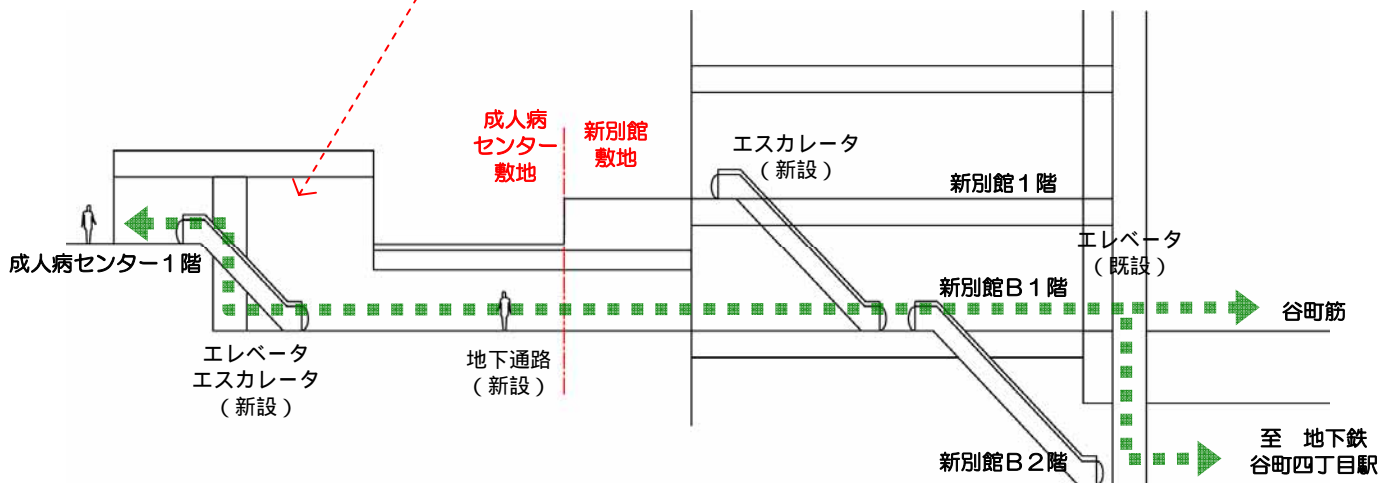 成人病
センター
敷地
新別館
敷地
エスカレータ
（新設）
新別館１階
エレベータ
（既設）
成人病センター１階
新別館Ｂ１階
谷町筋
エレベータ
エスカレータ
（新設）
地下通路
（新設）
新別館Ｂ２階
至　地下鉄
谷町四丁目駅